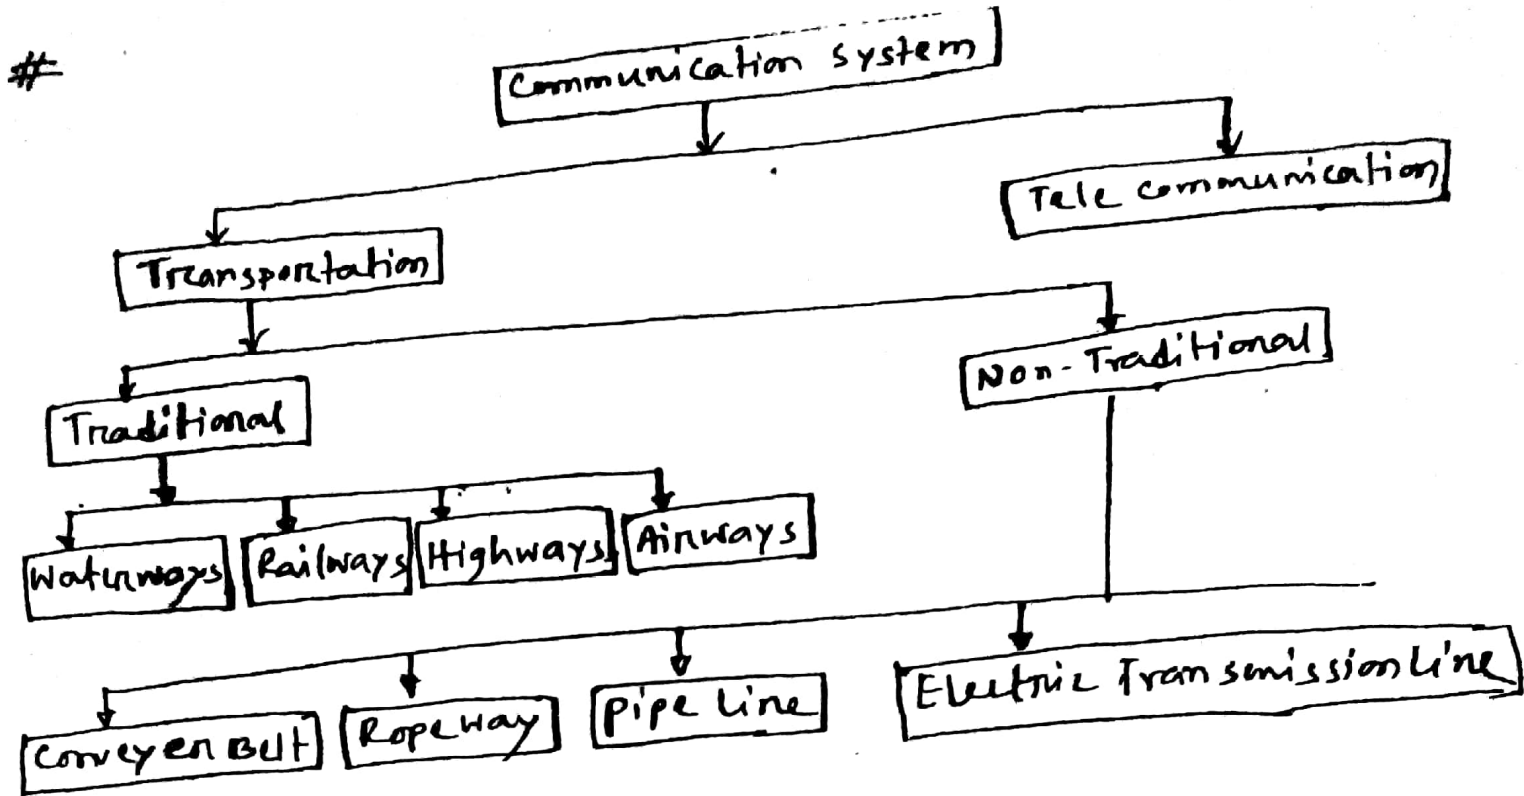 #
Communication system
Tele communication
Transportation
Non-Traditional
Traditional
Waterways
Railways
Highways
Airways
Conveyer Belt
Ropeway
Pipe line
Electric Transmission Line